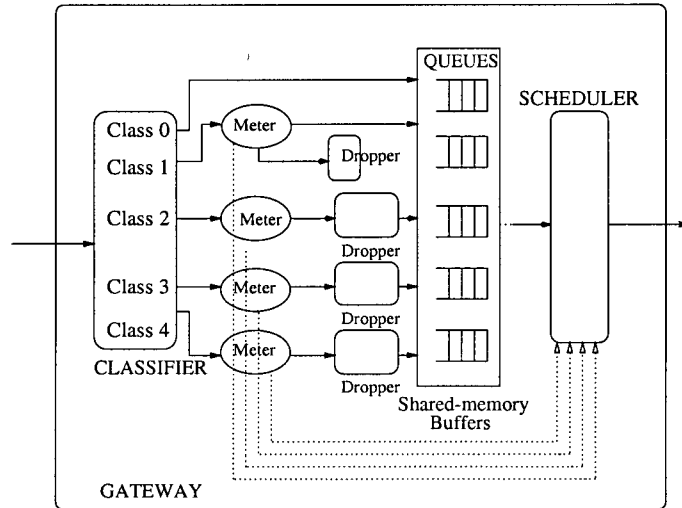 QUEUES
SCHEDULER
Class 0
Meter
Class 1
Dropper
Class 2
Meter
Dropper
Class 3
Meter
Dropper
Class 4
Meter
CLASSIFIER
Dropper
Shared-memory
Buffers
GATEWAY